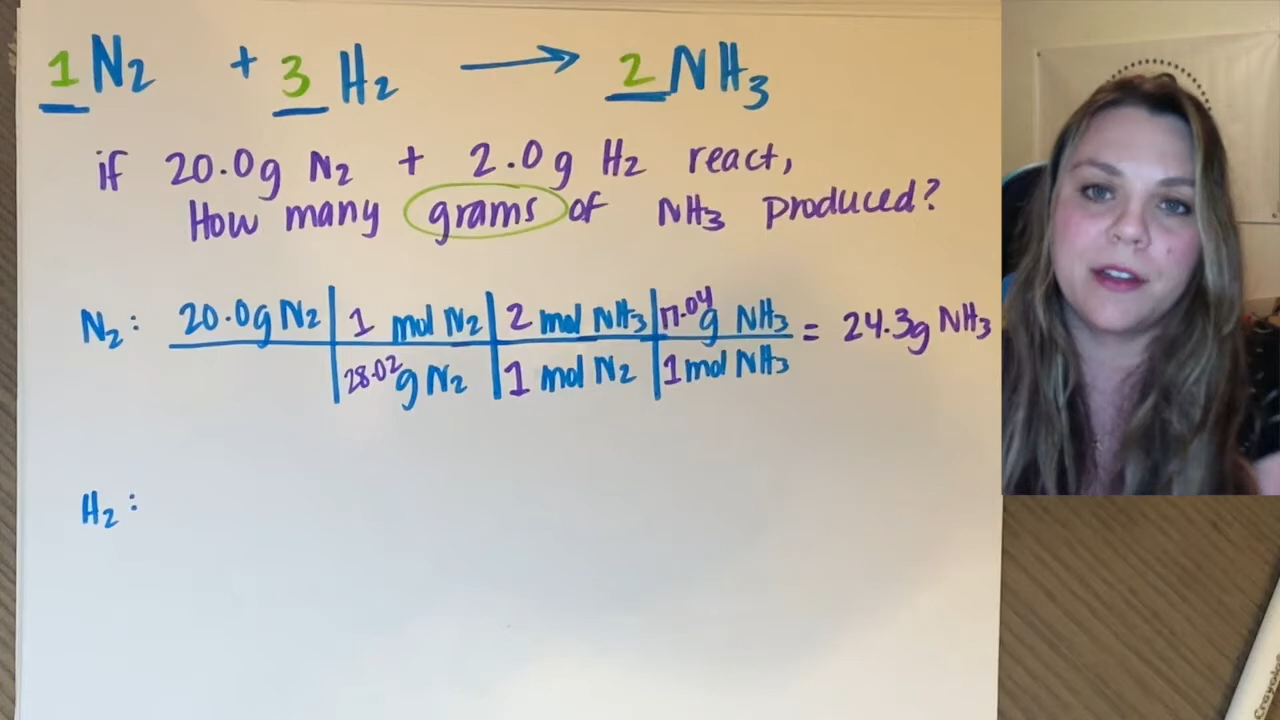 1 N2 + 3 H2 → 2 NH3
if 20.0g N2 + 2.0g H2 react,
How many grams of NH3 produced?
N2: 20.0g N2 | 1 mol N2 | 2 mol NH3 | 17.04 g NH3 = 24.3g NH3
28.02 g N2 | 1 mol N2 | 1 mol NH3
H2:
Crayola